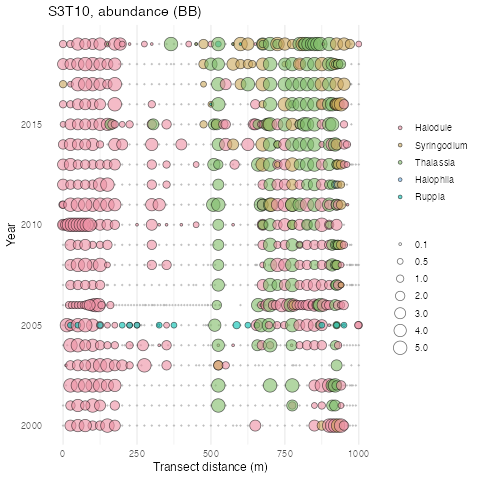 S3T10, abundance (BB)
2015
2010
2005
2000
Year
0
250
500
750
1000
Transect distance (m)
Halodule
Syringodium
Thalassia
Halophila
Ruppia
0.1
0.5
1.0
2.0
3.0
4.0
5.0